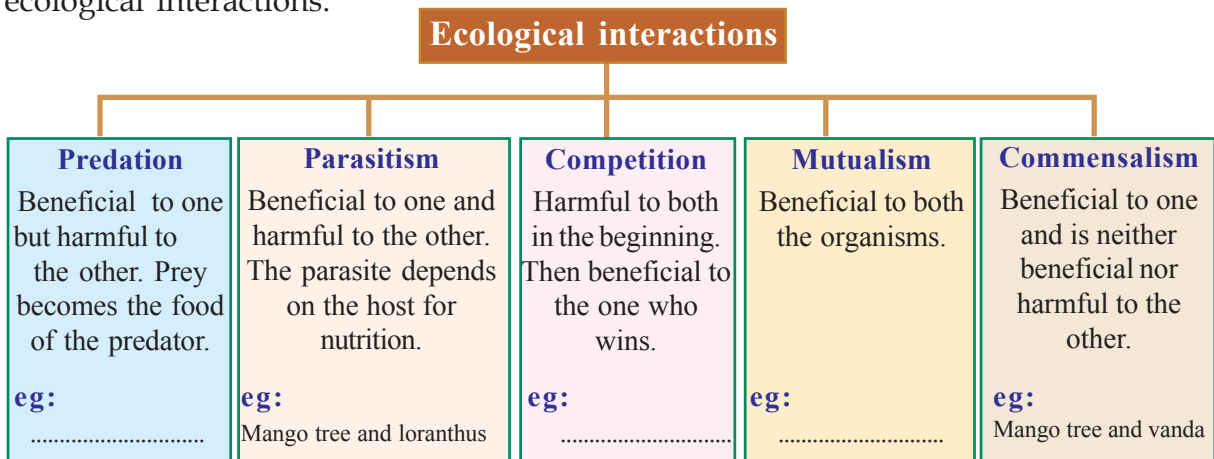 ecological interactions.
Ecological interactions
Predation
Beneficial to one
but harmful to
the other. Prey
becomes the food
of the predator.
eg:
..............................
Parasitism
Beneficial to one and
harmful to the other.
The parasite depends
on the host for
nutrition.
eg:
Mango tree and loranthus
Competition
Harmful to both
in the beginning.
Then beneficial to
the one who
wins.
eg:
..............................
Mutualism
Beneficial to both
the organisms.
eg:
............................
Commensalism
Beneficial to one
and is neither
beneficial nor
harmful to the
other.
eg:
Mango tree and vanda